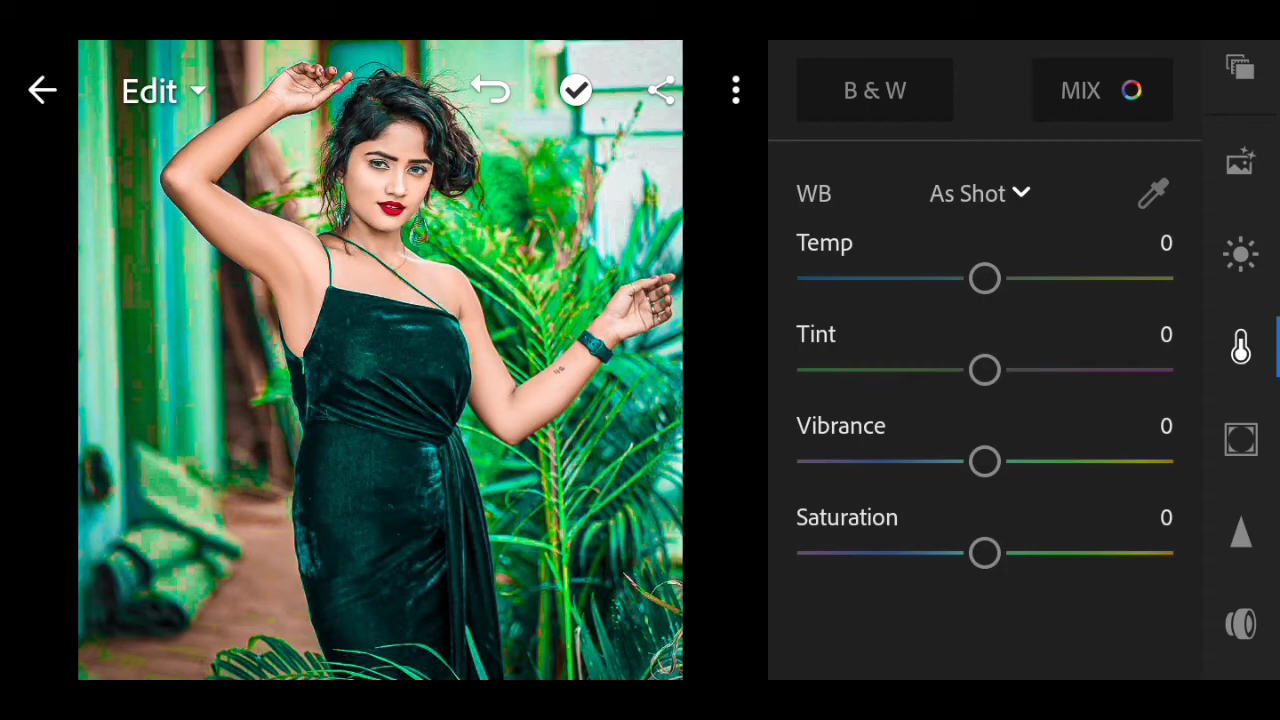 Edit
B & W
MIX
WB
As Shot
Temp
0
Tint
0
Vibrance
0
Saturation
0